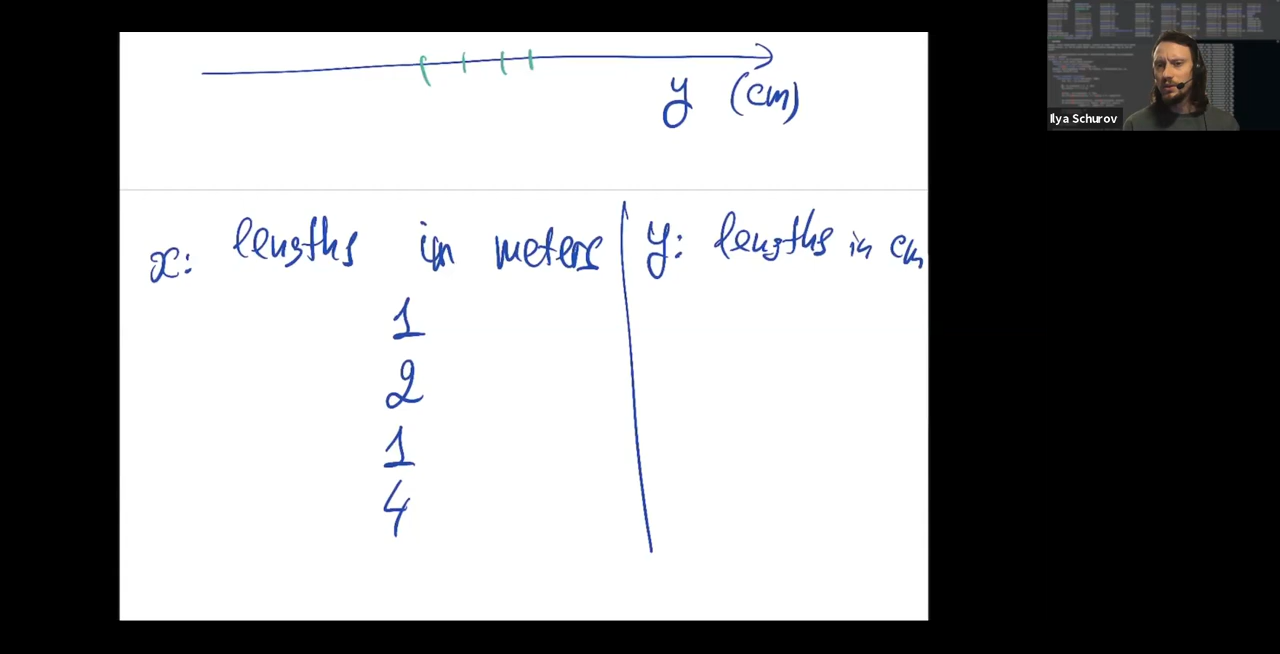 y (cm)
Ilya Schurov
x: lengths in meters | y: lengths in cm
1
2
1
4